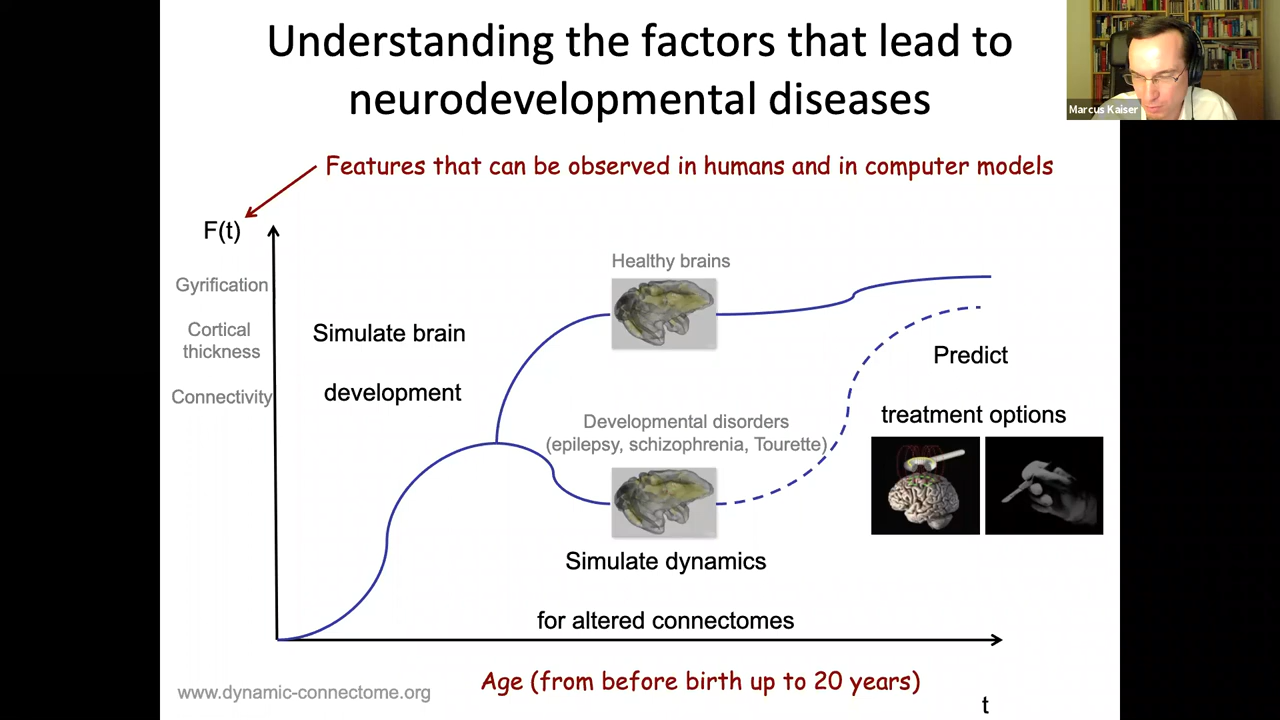 Understanding the factors that lead to
neurodevelopmental diseases
Marcus Kaiser
Features that can be observed in humans and in computer models
F(t)
Gyrification
Cortical
thickness
Connectivity
Simulate brain
development
Healthy brains
Developmental disorders
(epilepsy, schizophrenia, Tourette)
Simulate dynamics
for altered connectomes
Predict
treatment options
www.dynamic-connectome.org
Age (from before birth up to 20 years)
t